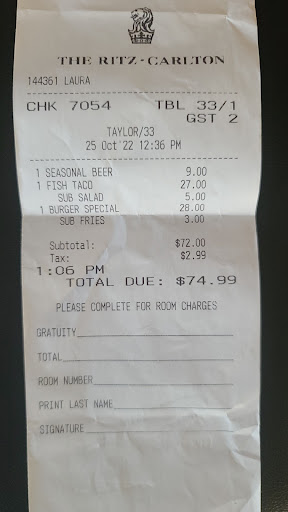 THE RITZ-CARLTON
144361 LAURA
CHK 7054 TBL 33/1
GST 2
TAYLOR/33
25 Oct'22 12:36 PM
1 SEASONAL BEER 9.00
1 FISH TACO 27.00
SUB SALAD 5.00
1 BURGER SPECIAL 28.00
SUB FRIES 3.00
Subtotal: $72.00
Tax: $2.99
1:06 PM
TOTAL DUE: $74.99
PLEASE COMPLETE FOR ROOM CHARGES
GRATUITY
TOTAL
ROOM NUMBER
PRINT LAST NAME
SIGNATURE